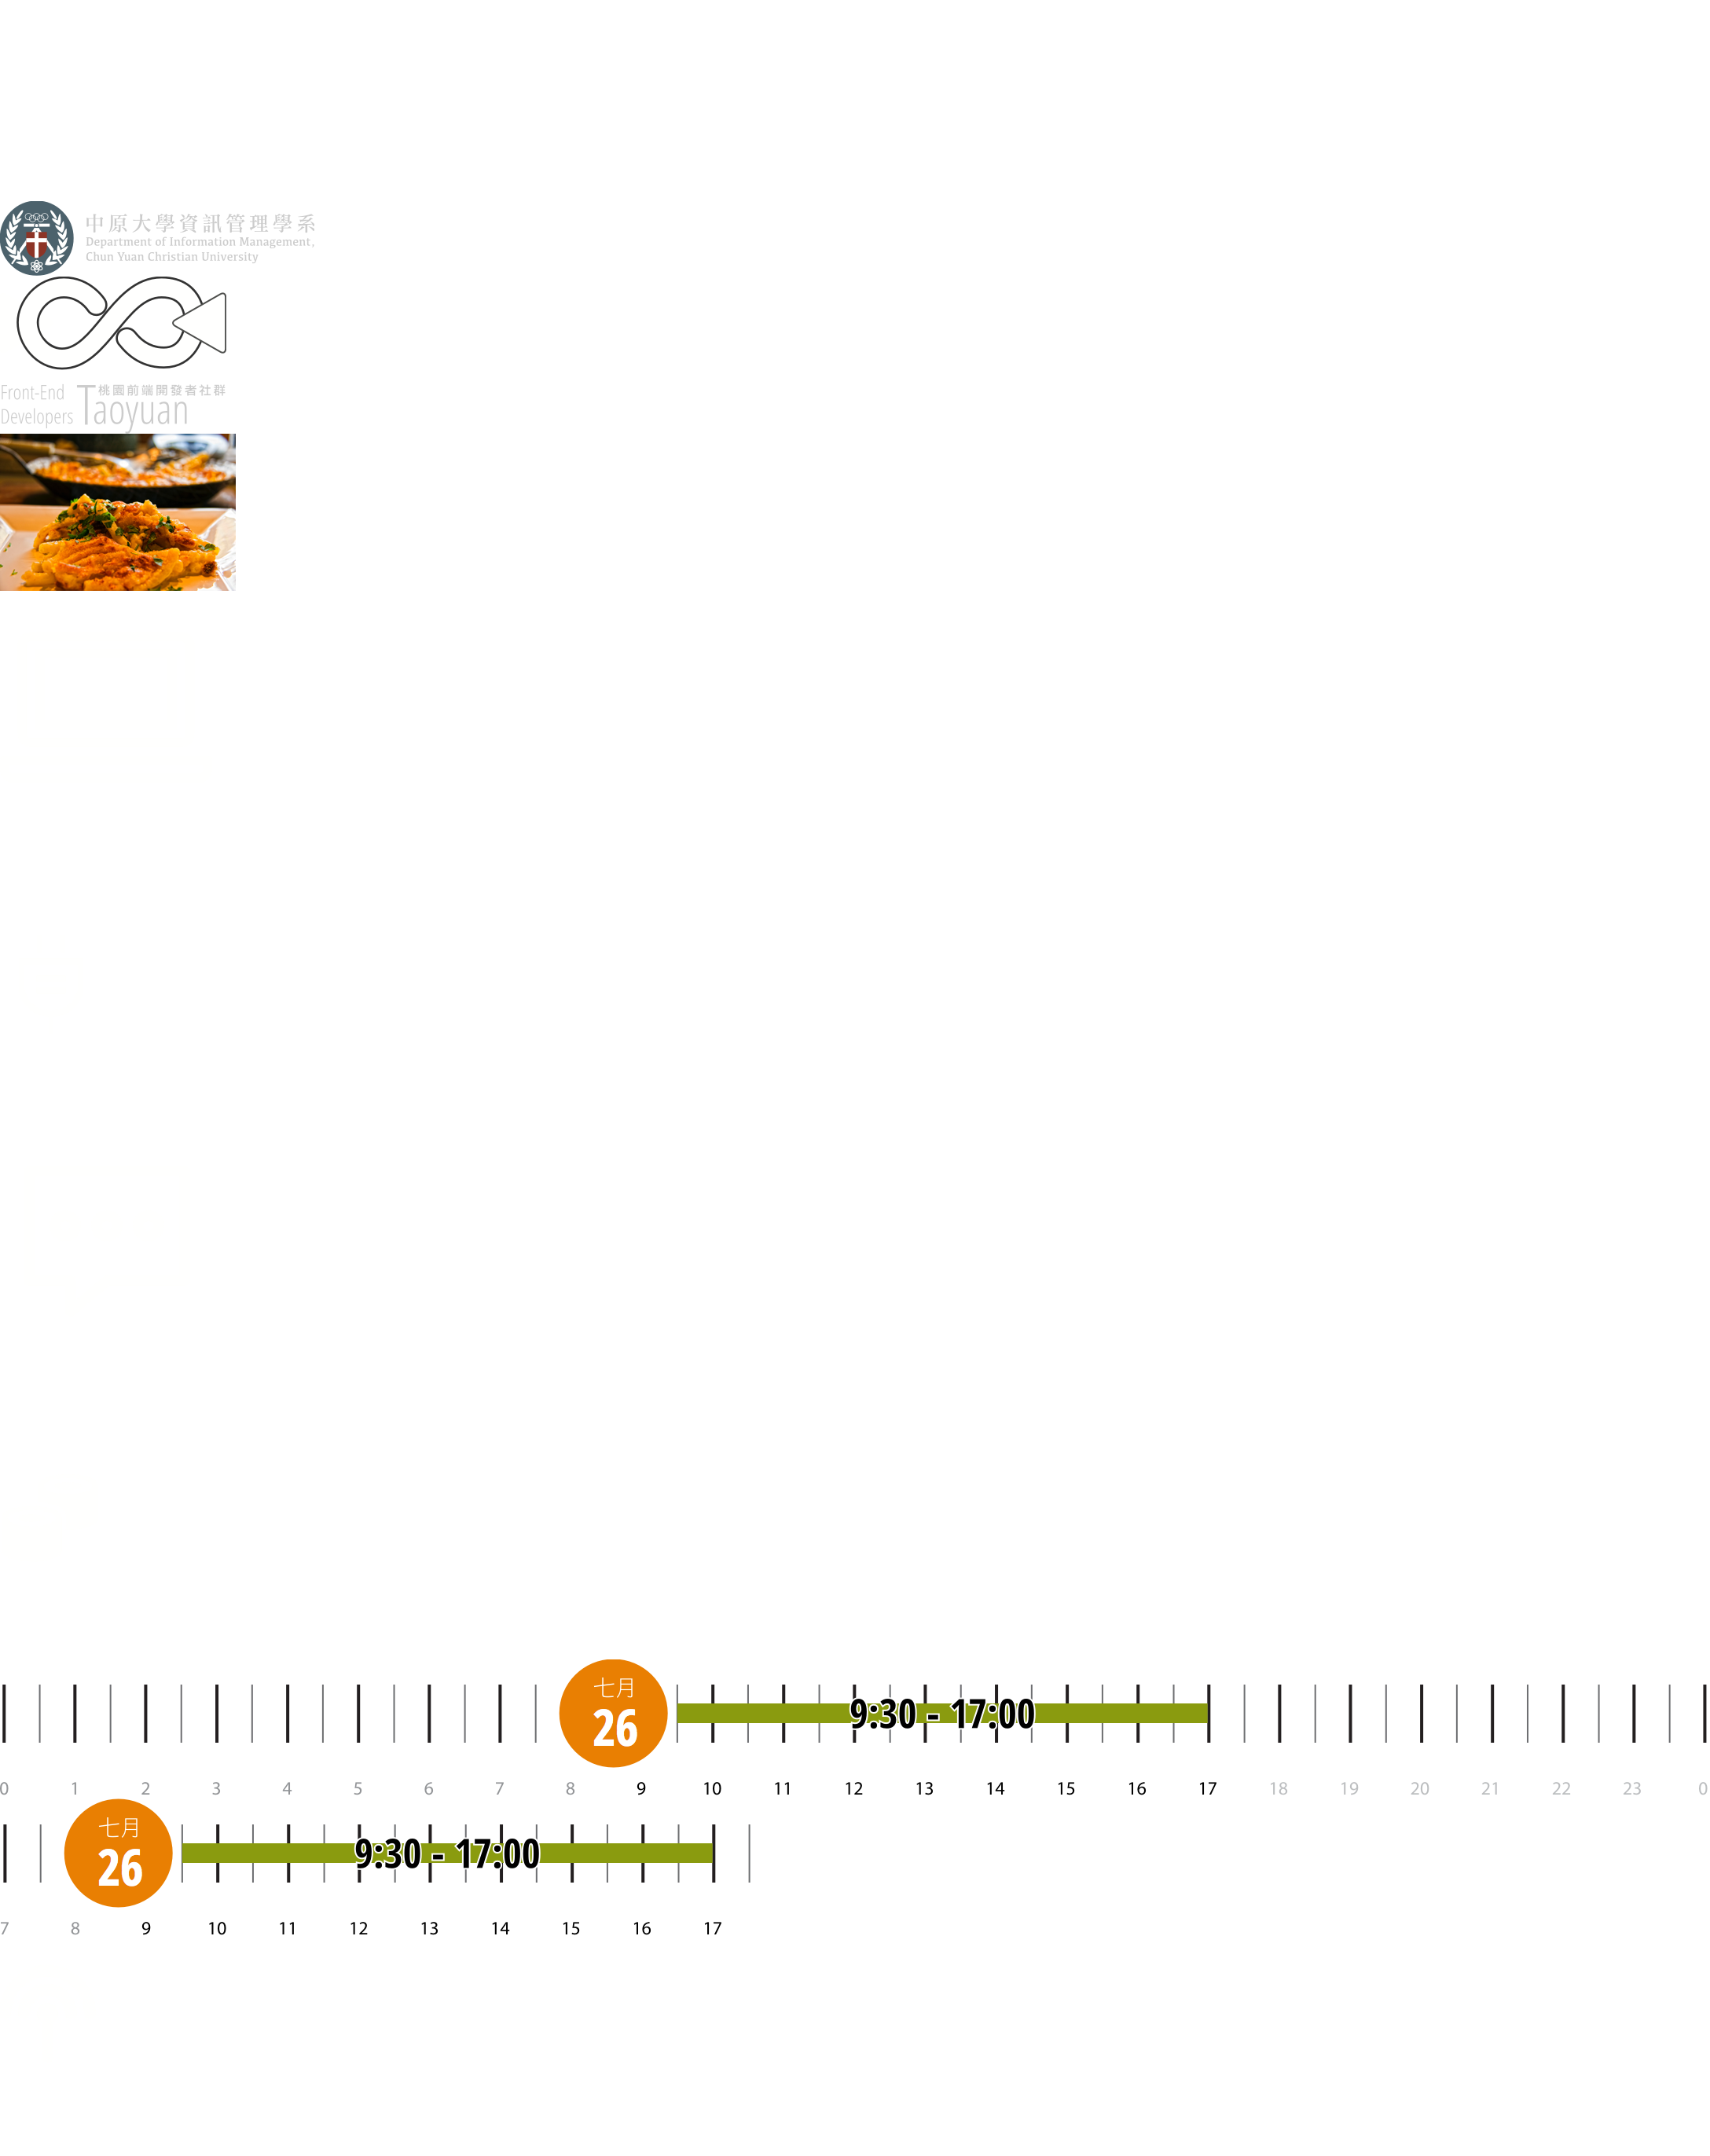 中原大學資訊管理學系
Department of Information Management,
Chun Yuan Christian University
Front-End
Developers
Taoyuan
桃園前端開發者社群
七月
26
9:30 - 17:00
0 1 2 3 4 5 6 7 8 9 10 11 12 13 14 15 16 17 18 19 20 21 22 23 0
七月
26
9:30 - 17:00
7 8 9 10 11 12 13 14 15 16 17